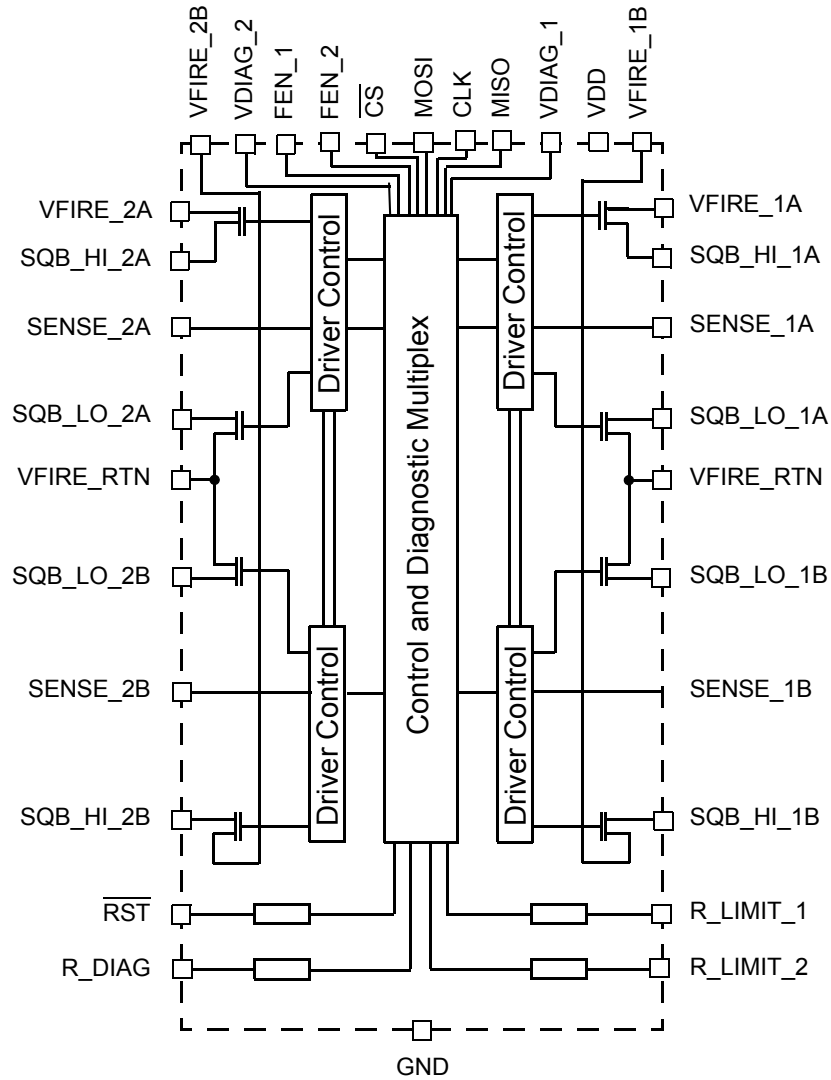 VFIRE_2B
VDIAG_2
FEN_1
FEN_2
CS
MOSI
CLK
MISO
VDIAG_1
VDD
VFIRE_1B
VFIRE_2A
VFIRE_1A
SQB_HI_2A
SQB_HI_1A
SENSE_2A
SENSE_1A
SQB_LO_2A
SQB_LO_1A
VFIRE_RTN
VFIRE_RTN
SQB_LO_2B
SQB_LO_1B
SENSE_2B
SENSE_1B
SQB_HI_2B
SQB_HI_1B
Driver Control
Driver Control
Control and Diagnostic Multiplex
Driver Control
Driver Control
RST
R_LIMIT_1
R_DIAG
R_LIMIT_2
GND